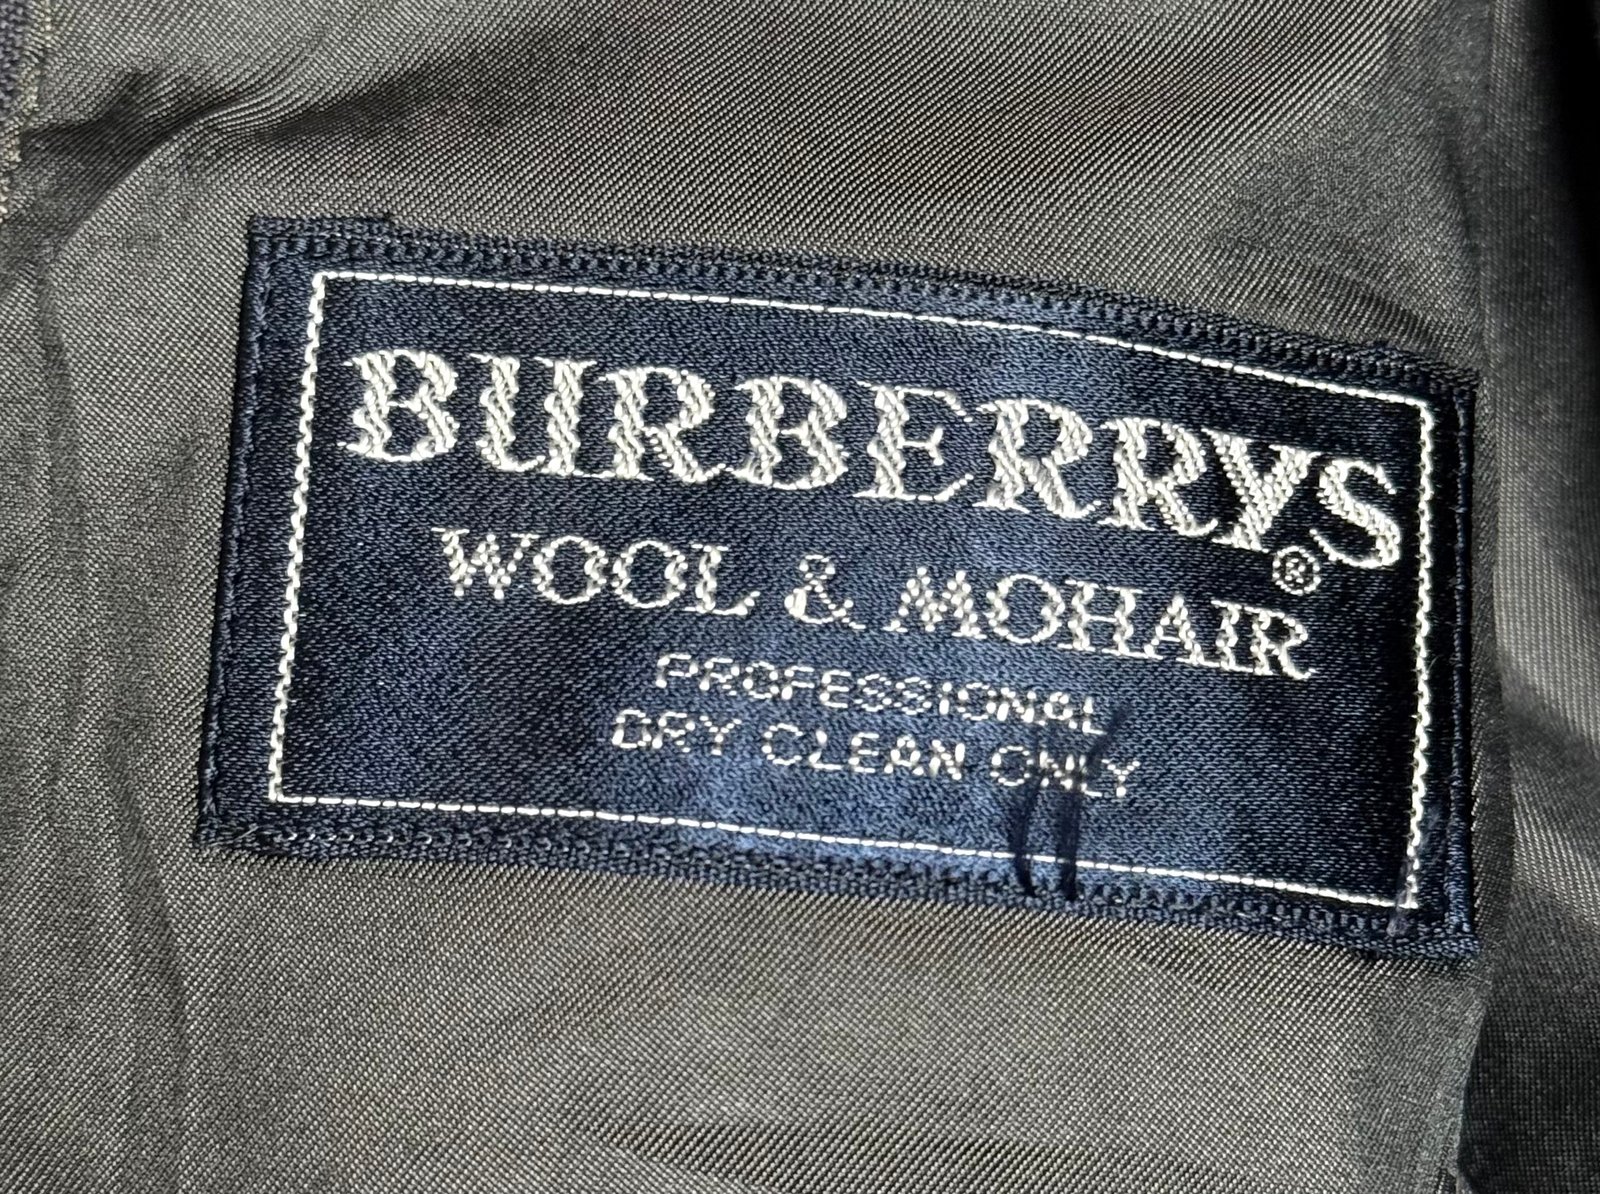 BURBERRYS®
WOOL & MOHAIR
PROFESSIONAL
DRY CLEAN ONLY